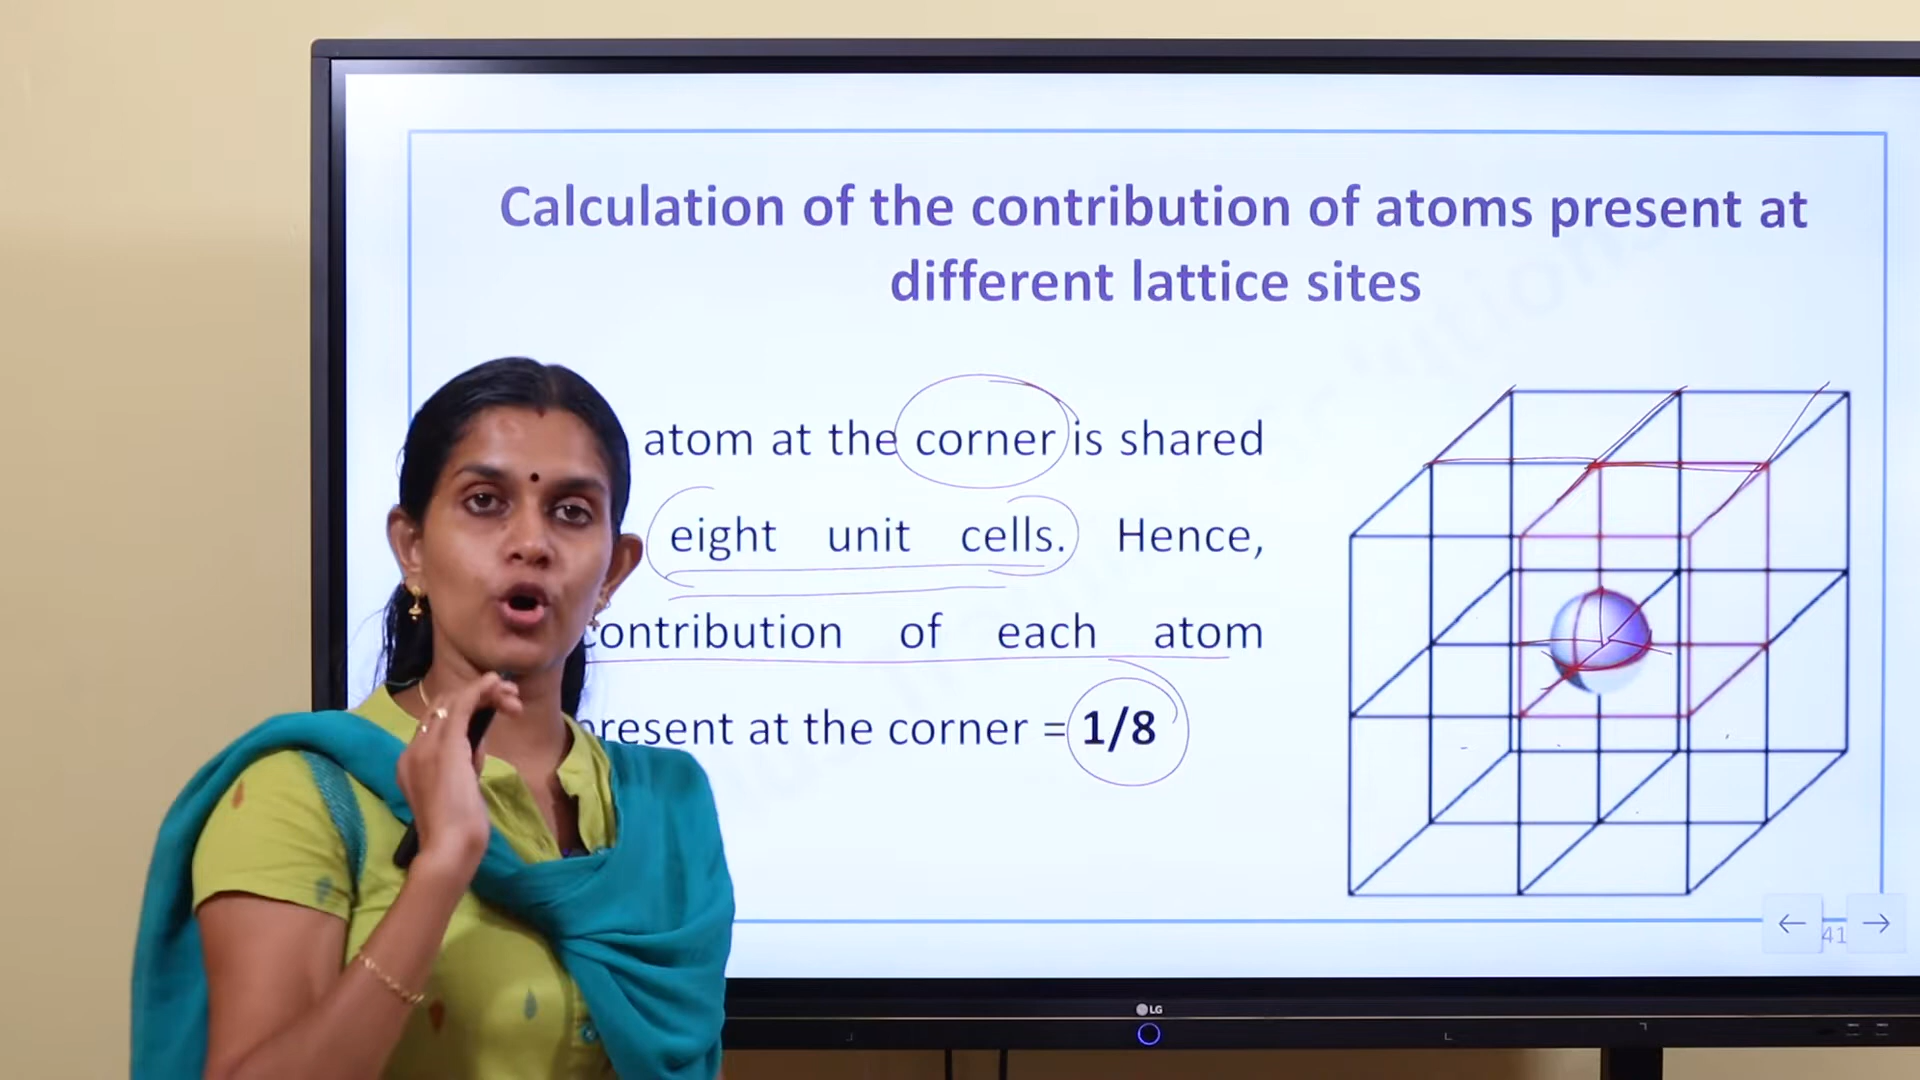 Calculation of the contribution of atoms present at
different lattice sites
atom at the corner is shared
eight unit cells. Hence,
contribution of each atom
present at the corner = 1/8
← 41 →
LG